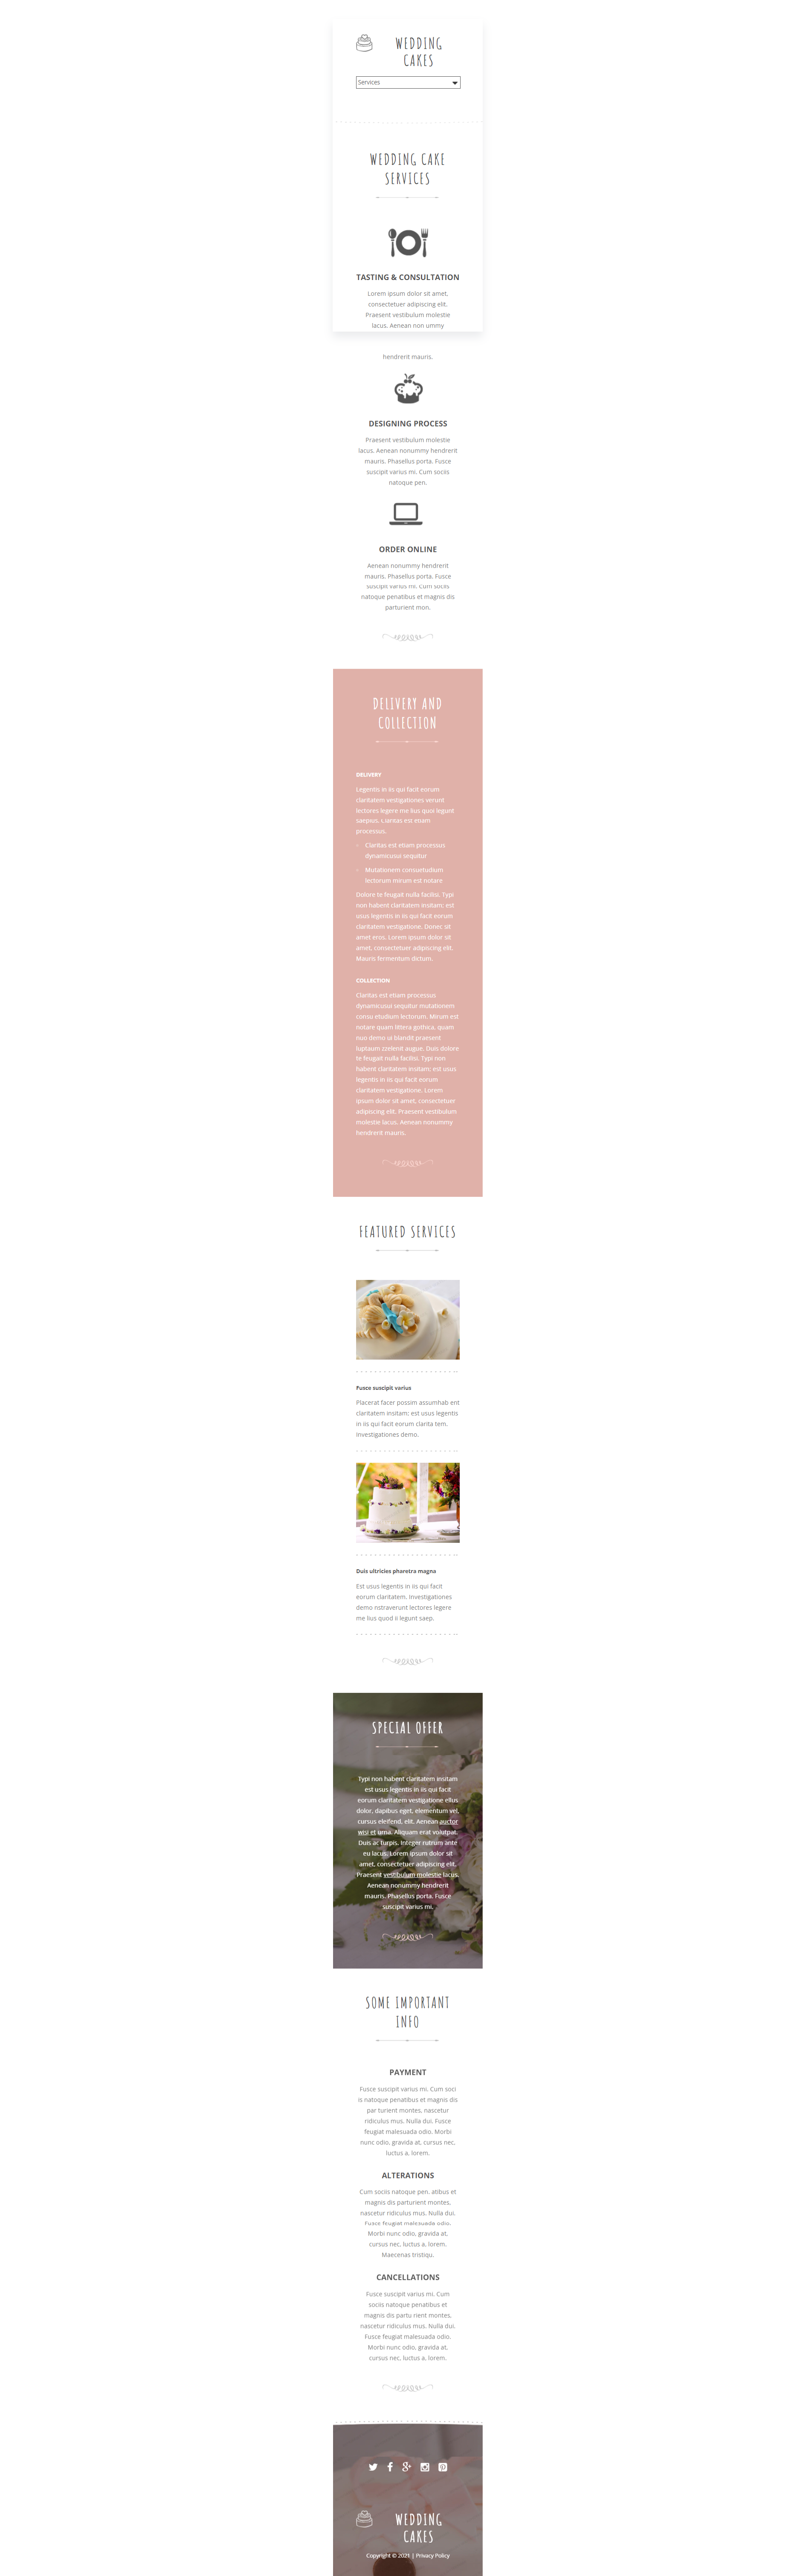 WEDDING
CAKES
Services
WEDDING CAKE
SERVICES
TASTING & CONSULTATION
Lorem ipsum dolor sit amet,
consectetuer adipiscing elit.
Praesent vestibulum molestie
lacus. Aenean non ummy
hendrerit mauris.
DESIGNING PROCESS
Praesent vestibulum molestie
lacus. Aenean nonummy hendrerit
mauris. Phasellus porta. Fusce
suscipit varius mi. Cum sociis
natoque pen.
ORDER ONLINE
Aenean nonummy hendrerit
mauris. Phasellus porta. Fusce
suscipit varius mi. Cum sociis
natoque penatibus et magnis dis
parturient mon.
DELIVERY AND
COLLECTION
DELIVERY
Legentis in iis qui facit eorum
claritatem vestigationes verunt
lectores legere me lius quoi legunt
saepius. Claritas est etiam
processus.
Claritas est etiam processus
dynamicusui sequitur
Mutationem consuetudium
lectorum mirum est notare
Dolore te feugait nulla facilisi. Typi
non habent claritatem insitam; est
usus legentis in iis qui facit eorum
claritatem vestigatione. Donec sit
amet eros. Lorem ipsum dolor sit
amet, consectetuer adipiscing elit.
Mauris fermentum dictum.
COLLECTION
Claritas est etiam processus
dynamicusui sequitur mutationem
consu etudium lectorum. Mirum est
notare quam littera gothica, quam
nuo demo ui blandit praesent
luptaum zzelenit augue. Duis dolore
te feugait nulla facilisi. Typi non
habent claritatem insitam; est usus
legentis in iis qui facit eorum
claritatem vestigatione. Lorem
ipsum dolor sit amet, consectetuer
adipiscing elit. Praesent vestibulum
molestie lacus. Aenean nonummy
hendrerit mauris.
FEATURED SERVICES
Fusce suscipit varius
Placerat facer possim assumhab ent
claritatem insitam; est usus legentis
in iis qui facit eorum clarita tem.
Investigationes demo.
Duis ultricies pharetra magna
Est usus legentis in iis qui facit
eorum claritatem. Investigationes
demo nstraverunt lectores legere
me lius quod ii legunt saep.
SPECIAL OFFER
Typi non habent claritatem insitam
est usus legentis in iis qui facit
eorum claritatem vestigatione ellus
dolor, dapibus eget, elementum vel,
cursus eleifend, elit. Aenean auctor
wisi et urna. Aliquam erat volutpat.
Duis ac turpis. Integer rutrum ante
eu lacus. Lorem ipsum dolor sit
amet, consectetuer adipiscing elit.
Praesent vestibulum molestie lacus.
Aenean nonummy hendrerit
mauris. Phasellus porta. Fusce
suscipit varius mi.
SOME IMPORTANT
INFO
PAYMENT
Fusce suscipit varius mi. Cum soci
is natoque penatibus et magnis dis
par turient montes, nascetur
ridiculus mus. Nulla dui. Fusce
feugiat malesuada odio. Morbi
nunc odio, gravida at, cursus nec,
luctus a, lorem.
ALTERATIONS
Cum sociis natoque pen. atibus et
magnis dis parturient montes,
nascetur ridiculus mus. Nulla dui.
Fusce feugiat malesuada odio.
Morbi nunc odio, gravida at,
cursus nec, luctus a, lorem.
Maecenas tristiqu.
CANCELLATIONS
Fusce suscipit varius mi. Cum
sociis natoque penatibus et
magnis dis partu rient montes,
nascetur ridiculus mus. Nulla dui.
Fusce feugiat malesuada odio.
Morbi nunc odio, gravida at,
cursus nec, luctus a, lorem.
WEDDING
CAKES
Copyright © 2021 | Privacy Policy